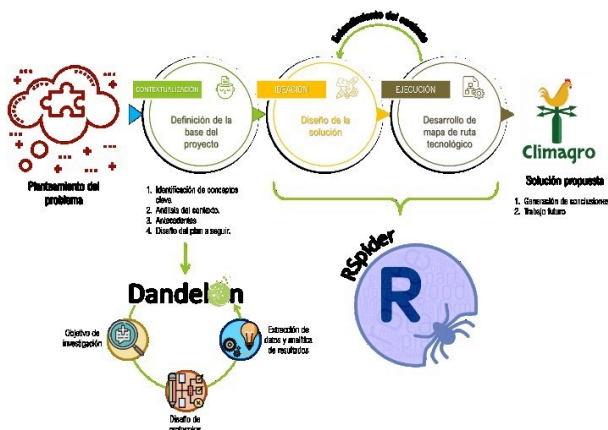 Entendimiento del contexto
CONTEXTUALIZACIÓN
IDEACIÓN
EJECUCIÓN
Definición de la
base del
proyecto
Diseño de la
solución
Desarrollo de
mapa de ruta
tecnológico
Climagro
Planteamiento del
problema
Solución propuesta
1. Identificación de conceptos
clave.
2. Análisis del contexto.
3. Antecedentes
4. Diseño del plan a seguir.
1. Generación de conclusiones
2. Trabajo futuro
RSpider
R
Dandelion
Objetivo de
investigación
Extracción de
datos y analítica
de resultados
Diseño de